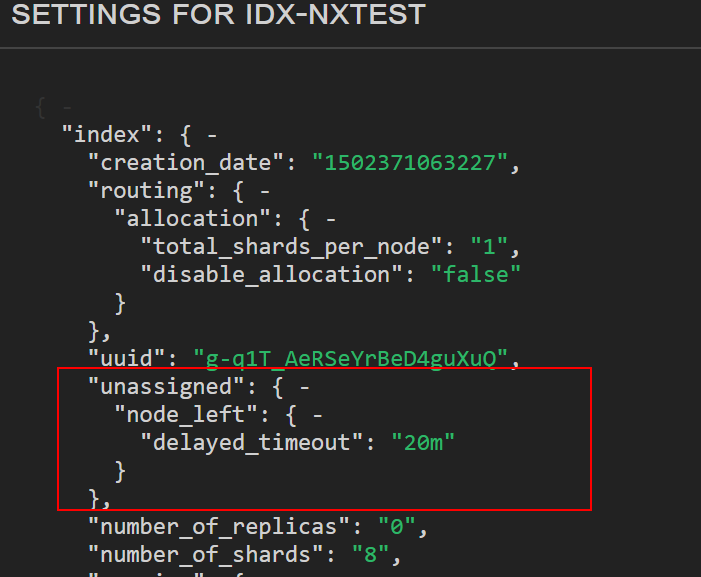 SETTINGS FOR IDX-NXTEST
{ -
"index": { -
"creation_date": "1502371063227",
"routing": { -
"allocation": { -
"total_shards_per_node": "1",
"disable_allocation": "false"
}
},
"uuid": "g-q1T_AeRSeYrBeD4guXuQ",
"unassigned": { -
"node_left": { -
"delayed_timeout": "20m"
}
},
"number_of_replicas": "0",
"number_of_shards": "8",